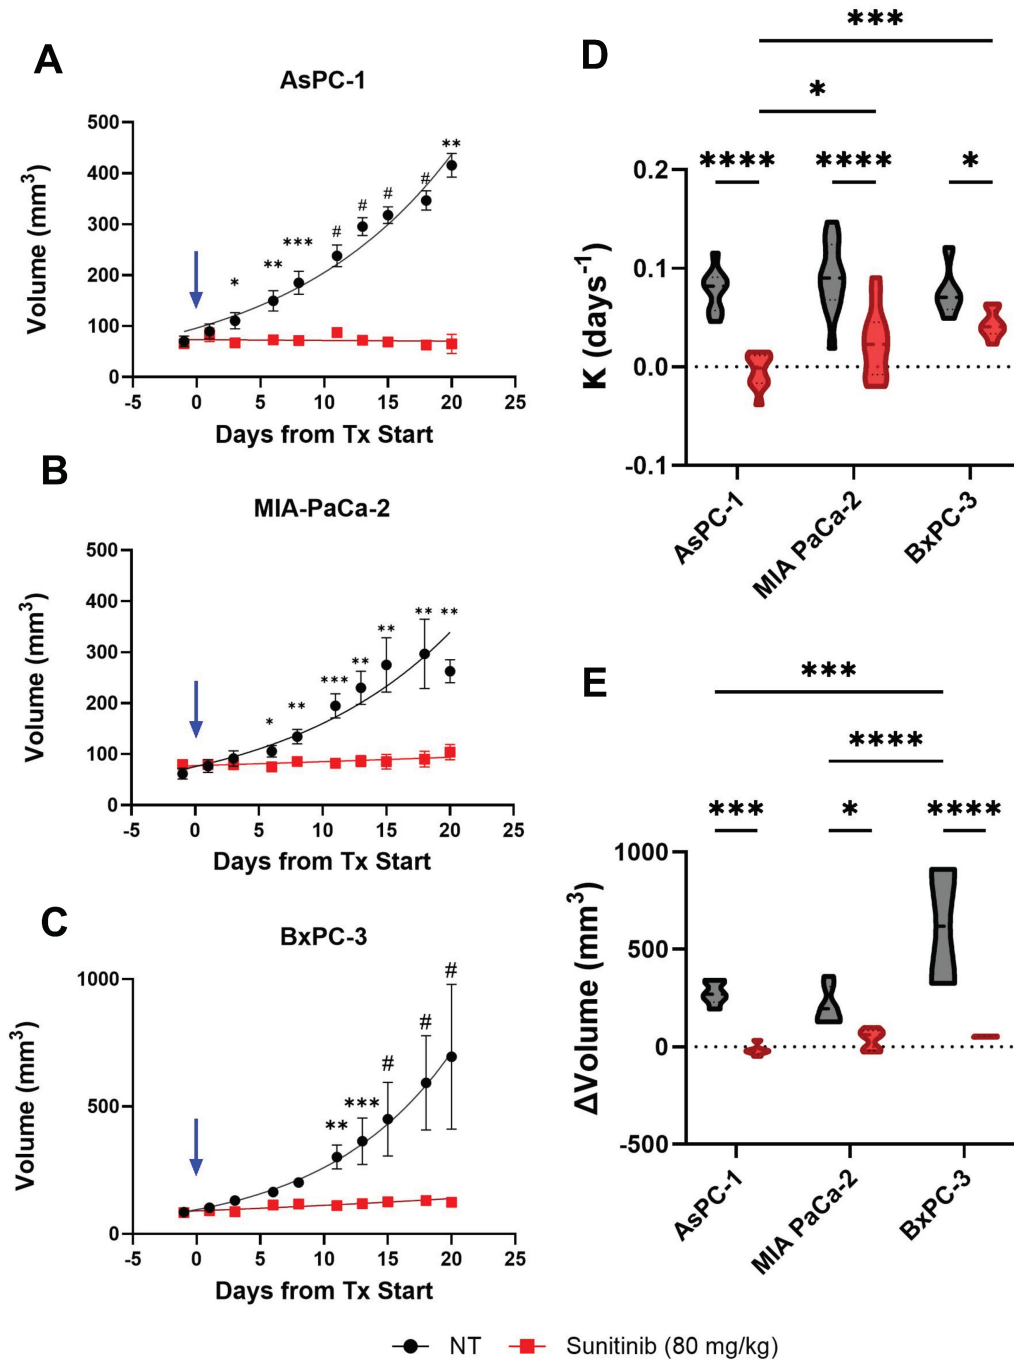 A
AsPC-1
Volume (mm³)
500
400
300
200
100
0
* ** *** # # # # **
-5 0 5 10 15 20 25
Days from Tx Start
B
MIA-PaCa-2
Volume (mm³)
500
400
300
200
100
0
* ** *** ** ** ** **
-5 0 5 10 15 20 25
Days from Tx Start
C
BxPC-3
Volume (mm³)
1000
500
0
** *** # # #
-5 0 5 10 15 20 25
Days from Tx Start
D
***
*
**** **** *
K (days⁻¹)
0.2
0.1
0.0
-0.1
AsPC-1
MIA PaCa-2
BxPC-3
E
***
****
*** * ****
ΔVolume (mm³)
1000
500
0
-500
AsPC-1
MIA PaCa-2
BxPC-3
NT Sunitinib (80 mg/kg)